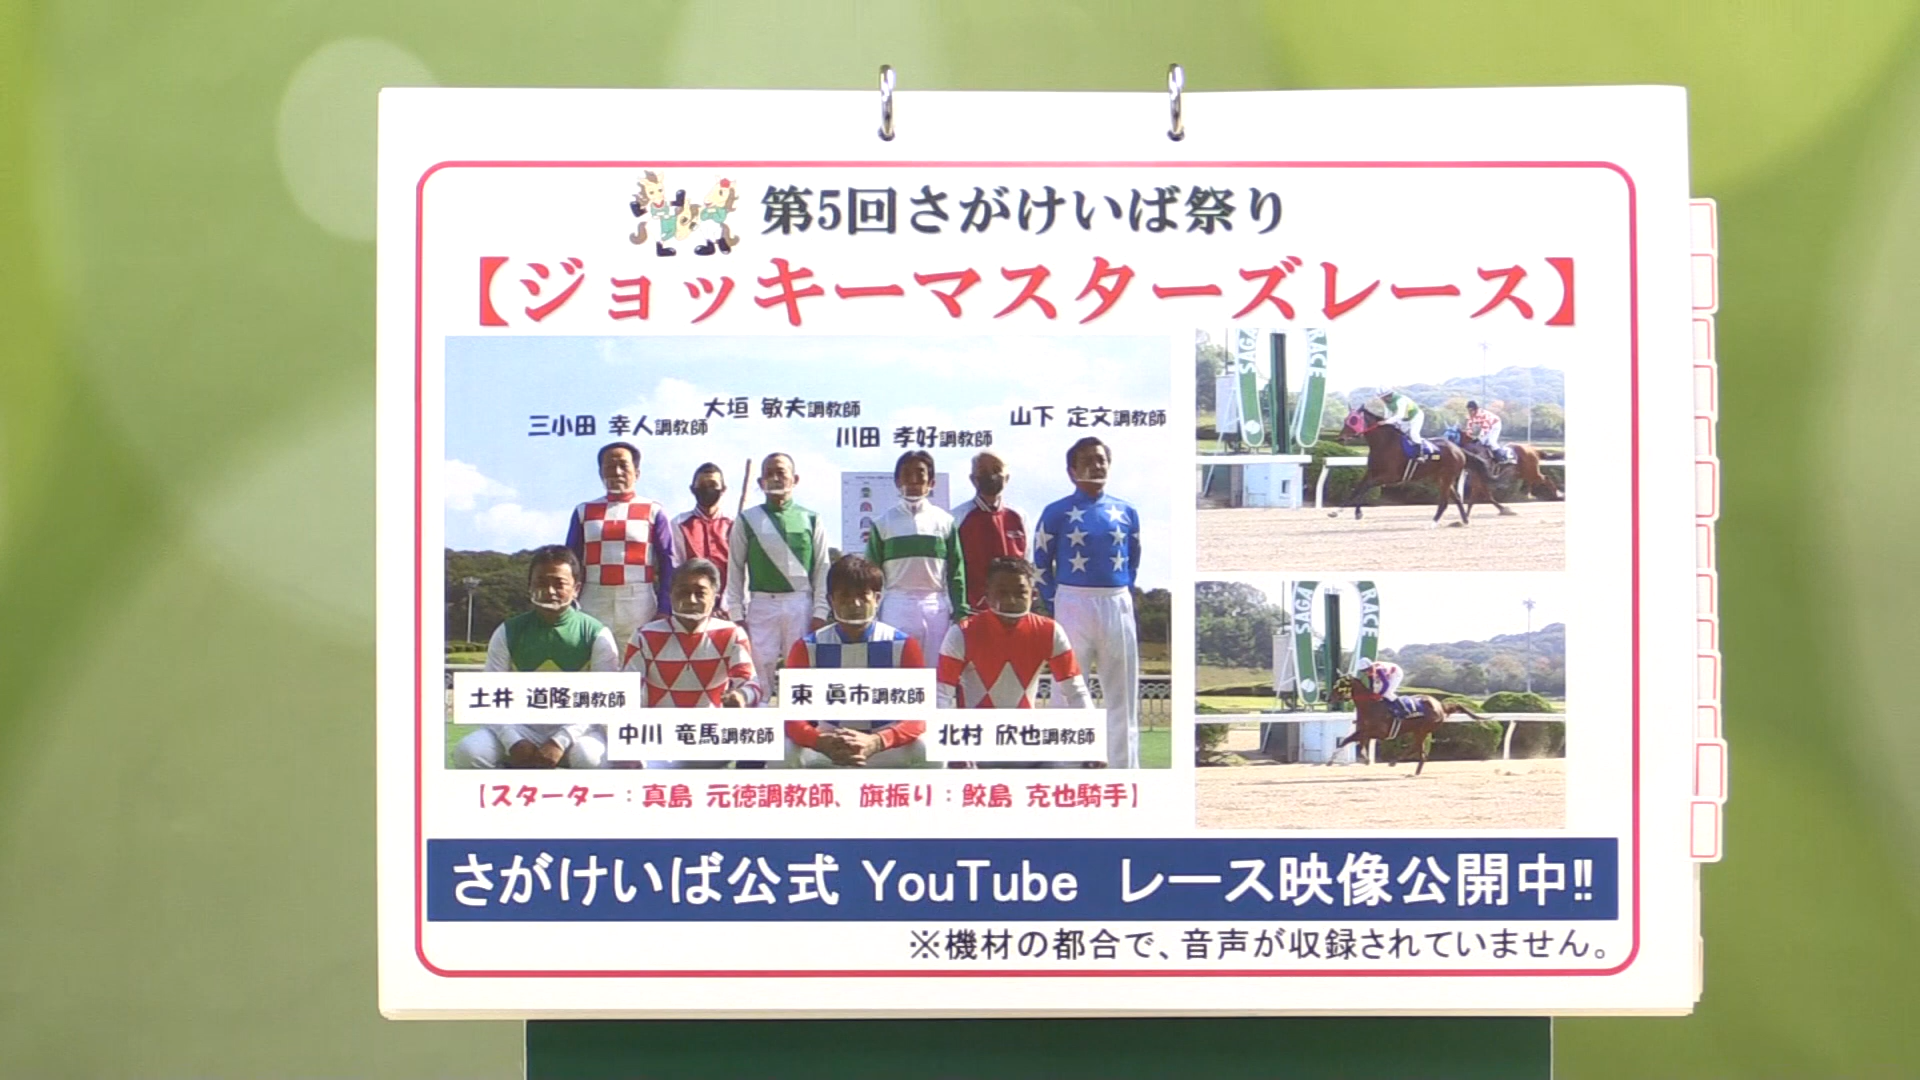 第5回さがけいば祭り
【ジョッキーマスターズレース】
三小田 幸人調教師
大垣 敏夫調教師
川田 孝好調教師
山下 定文調教師
土井 道隆調教師
中川 竜馬調教師
東 眞市調教師
北村 欣也調教師
SAGA
RACE
SAGA
RACE
【スターター：真島 元徳調教師、旗振り：鮫島 克也騎手】
さがけいば公式 YouTube レース映像公開中!!
※機材の都合で、音声が収録されていません。